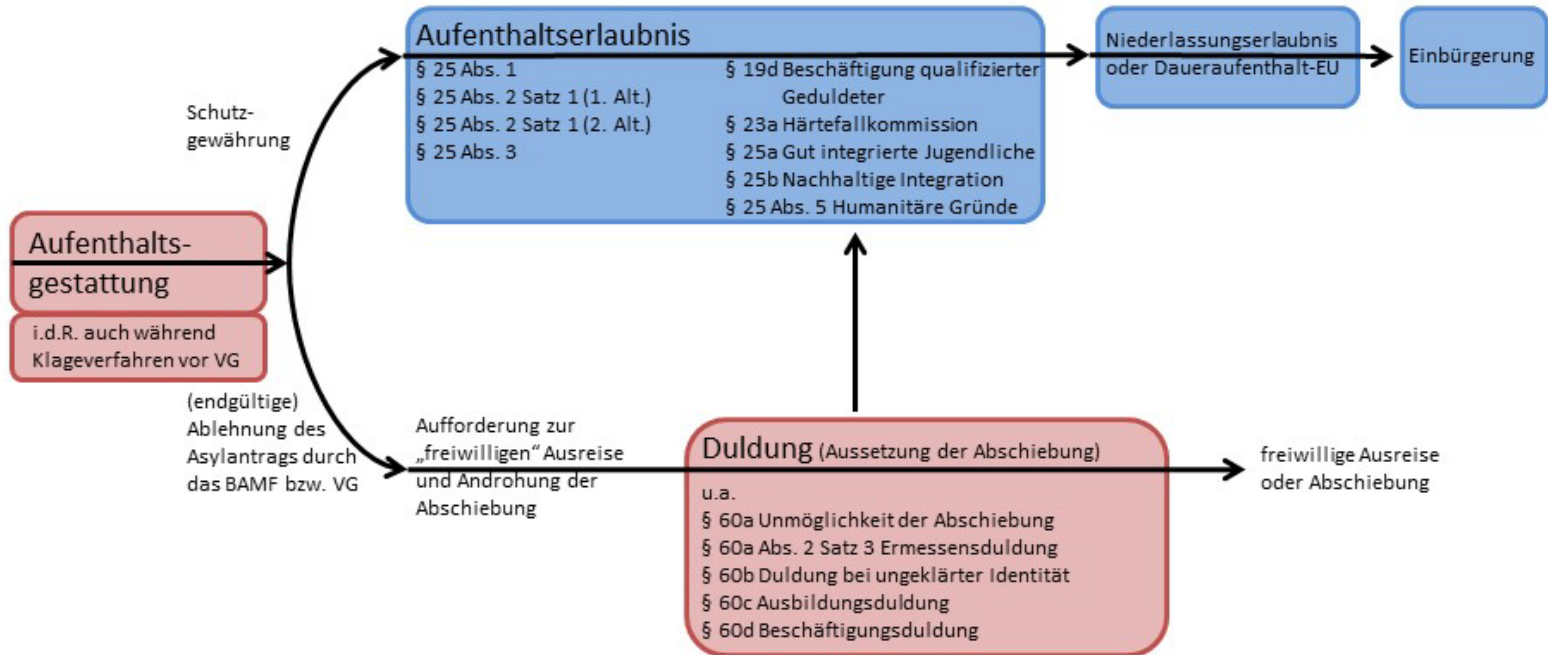 Aufenthaltserlaubnis
§ 25 Abs. 1
§ 25 Abs. 2 Satz 1 (1. Alt.)
§ 25 Abs. 2 Satz 1 (2. Alt.)
§ 25 Abs. 3
§ 19d Beschäftigung qualifizierter
Geduldeter
§ 23a Härtefallkommission
§ 25a Gut integrierte Jugendliche
§ 25b Nachhaltige Integration
§ 25 Abs. 5 Humanitäre Gründe
Niederlassungserlaubnis
oder Daueraufenthalt-EU
Einbürgerung
Schutz-
gewährung
Aufenthalts-
gestattung
i.d.R. auch während
Klageverfahren vor VG
(endgültige)
Ablehnung des
Asylantrags durch
das BAMF bzw. VG
Aufforderung zur
„freiwilligen“ Ausreise
und Androhung der
Abschiebung
Duldung (Aussetzung der Abschiebung)
u.a.
§ 60a Unmöglichkeit der Abschiebung
§ 60a Abs. 2 Satz 3 Ermessensduldung
§ 60b Duldung bei ungeklärter Identität
§ 60c Ausbildungsduldung
§ 60d Beschäftigungsduldung
freiwillige Ausreise
oder Abschiebung